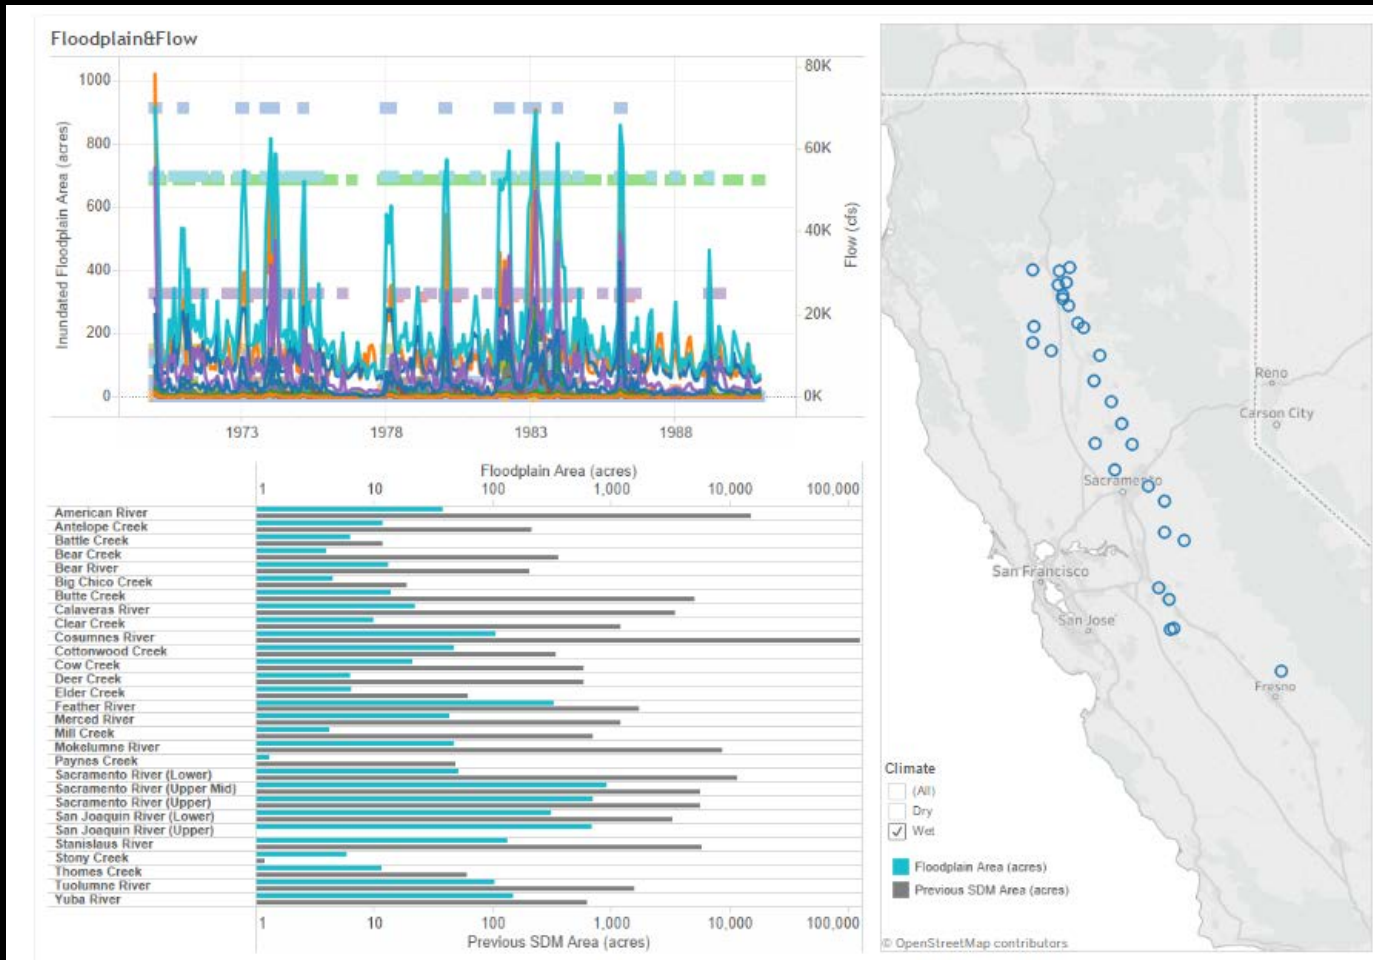 Floodplain&Flow
1000
800
600
400
200
0
Inundated Floodplain Area (acres)
80K
60K
40K
20K
0K
Flow (cfs)
1973 1978 1983 1988
Floodplain Area (acres)
1 10 100 1,000 10,000 100,000
American River
Antelope Creek
Battle Creek
Bear Creek
Bear River
Big Chico Creek
Butte Creek
Calaveras River
Clear Creek
Cosumnes River
Cottonwood Creek
Cow Creek
Deer Creek
Elder Creek
Feather River
Merced River
Mill Creek
Mokelumne River
Paynes Creek
Sacramento River (Lower)
Sacramento River (Upper Mid)
Sacramento River (Upper)
San Joaquin River (Lower)
San Joaquin River (Upper)
Stanislaus River
Stony Creek
Thomes Creek
Tuolumne River
Yuba River
1 10 100 1,000 10,000 100,000
Previous SDM Area (acres)
Reno
Carson City
Sacramento
San Francisco
San Jose
Fresno
Climate
(All)
Dry
Wet
Floodplain Area (acres)
Previous SDM Area (acres)
© OpenStreetMap contributors